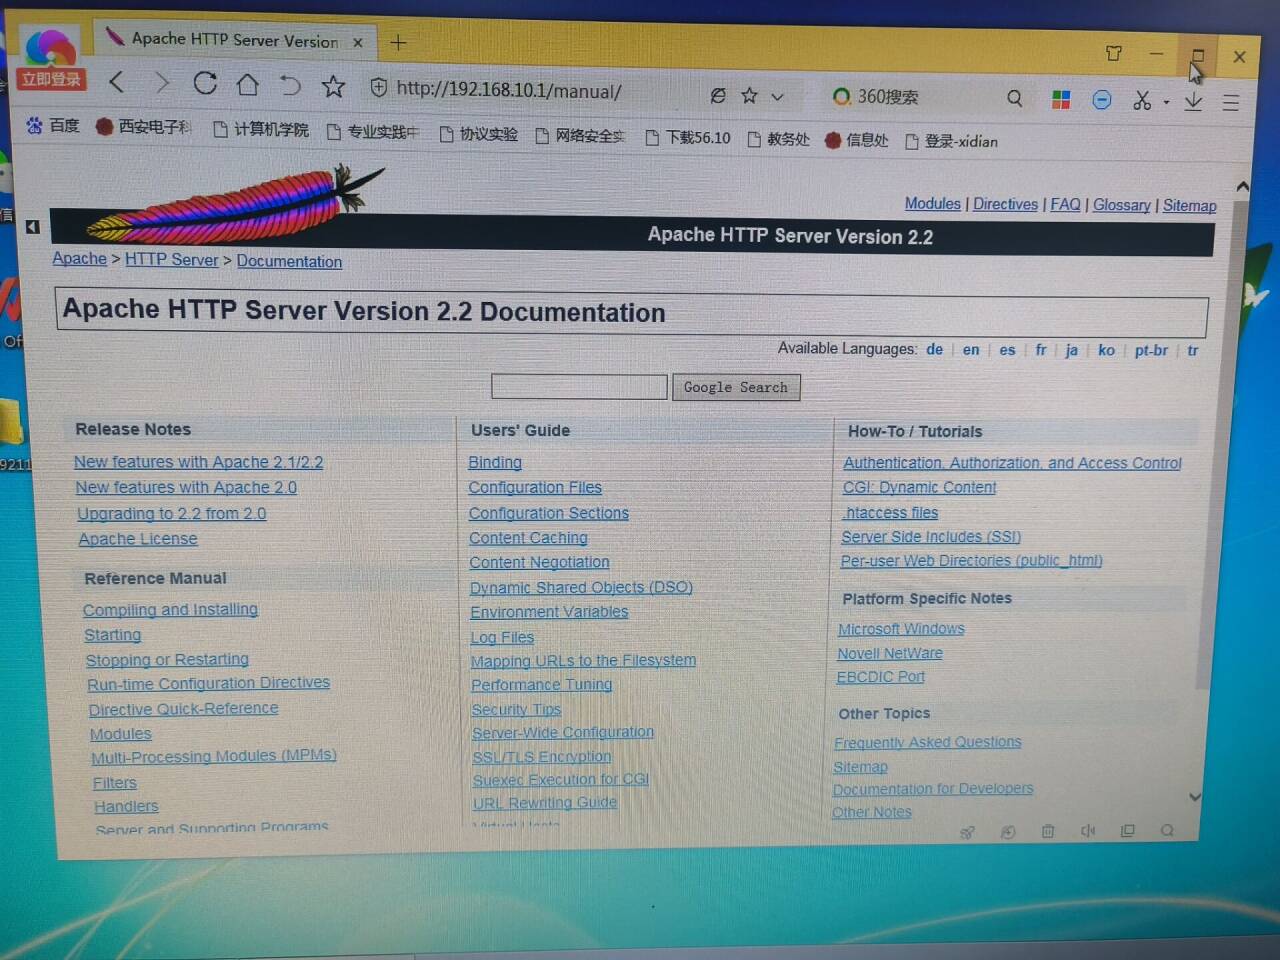 Apache HTTP Server Version
立即登录
http://192.168.10.1/manual/
360搜索
百度
西安电子科
计算机学院
专业实践中
协议实验
网络安全实
下载56.10
教务处
信息处
登录-xidian
Modules | Directives | FAQ | Glossary | Sitemap
Apache HTTP Server Version 2.2
Apache > HTTP Server > Documentation
Apache HTTP Server Version 2.2 Documentation
Available Languages: de | en | es | fr | ja | ko | pt-br | tr
Google Search
Release Notes
New features with Apache 2.1/2.2
New features with Apache 2.0
Upgrading to 2.2 from 2.0
Apache License
Reference Manual
Compiling and Installing
Starting
Stopping or Restarting
Run-time Configuration Directives
Directive Quick-Reference
Modules
Multi-Processing Modules (MPMs)
Filters
Handlers
Server and Supporting Programs
Users' Guide
Binding
Configuration Files
Configuration Sections
Content Caching
Content Negotiation
Dynamic Shared Objects (DSO)
Environment Variables
Log Files
Mapping URLs to the Filesystem
Performance Tuning
Security Tips
Server-Wide Configuration
SSL/TLS Encryption
Suexec Execution for CGI
URL Rewriting Guide
Virtual Hosts
How-To / Tutorials
Authentication, Authorization, and Access Control
CGI: Dynamic Content
.htaccess files
Server Side Includes (SSI)
Per-user Web Directories (public_html)
Platform Specific Notes
Microsoft Windows
Novell NetWare
EBCDIC Port
Other Topics
Frequently Asked Questions
Sitemap
Documentation for Developers
Other Notes
信
Of
9211